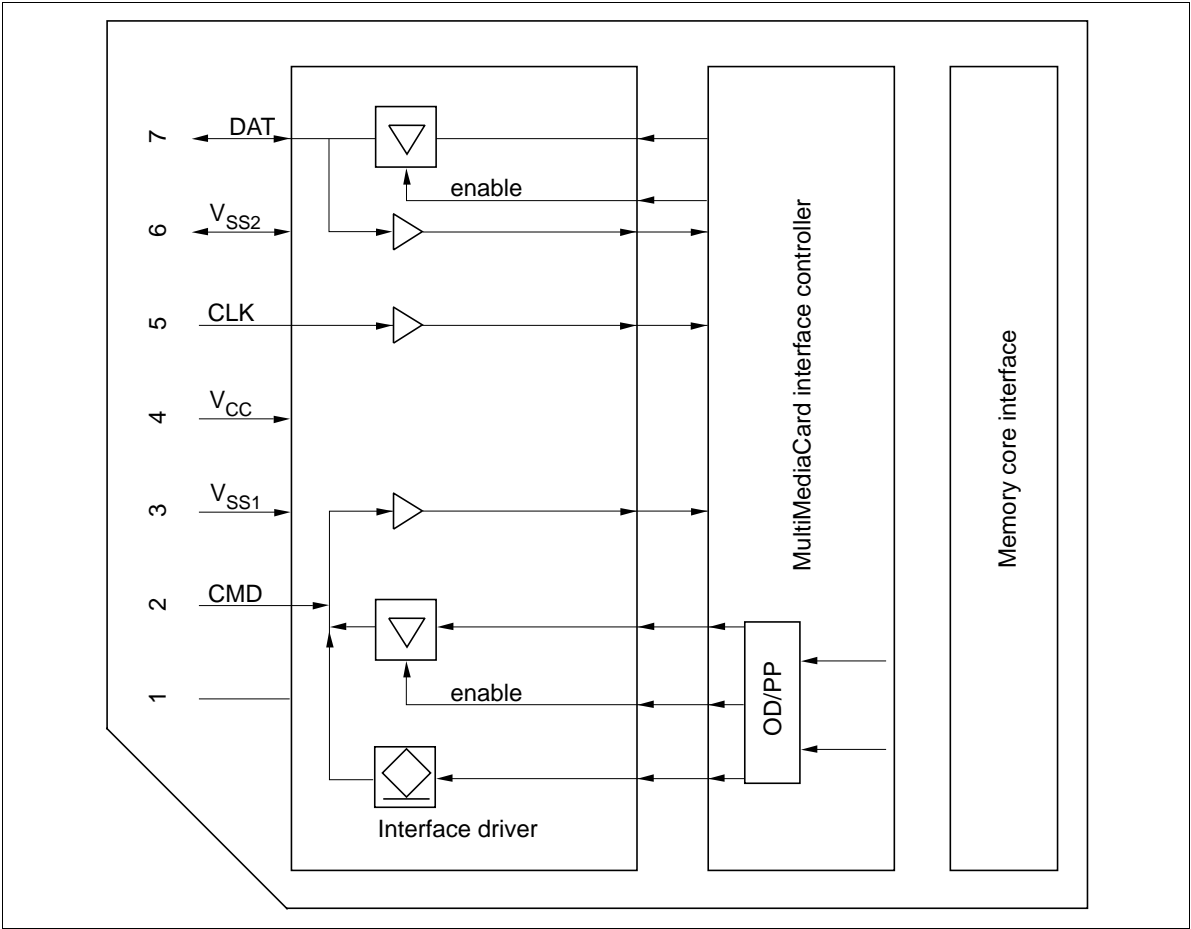 7 DAT
enable
6 VSS2
5 CLK
4 VCC
3 VSS1
2 CMD
1 enable
Interface driver
OD/PP
MultiMediaCard interface controller
Memory core interface